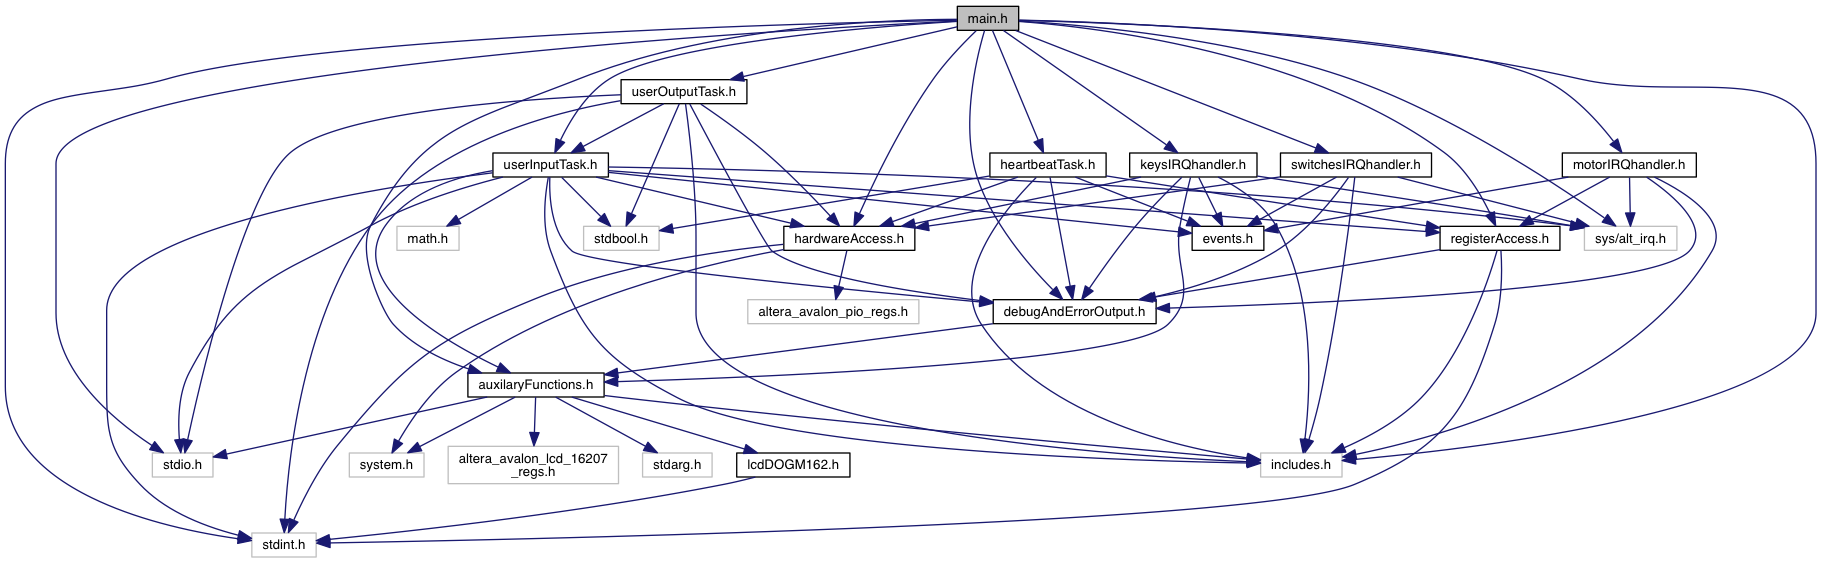 main.h
userOutputTask.h
userInputTask.h
heartbeatTask.h
keysIRQhandler.h
switchesIRQhandler.h
motorIRQhandler.h
math.h
stdbool.h
hardwareAccess.h
events.h
registerAccess.h
sys/alt_irq.h
altera_avalon_pio_regs.h
debugAndErrorOutput.h
auxilaryFunctions.h
stdio.h
system.h
altera_avalon_lcd_16207
_regs.h
stdarg.h
lcdDOGM162.h
includes.h
stdint.h